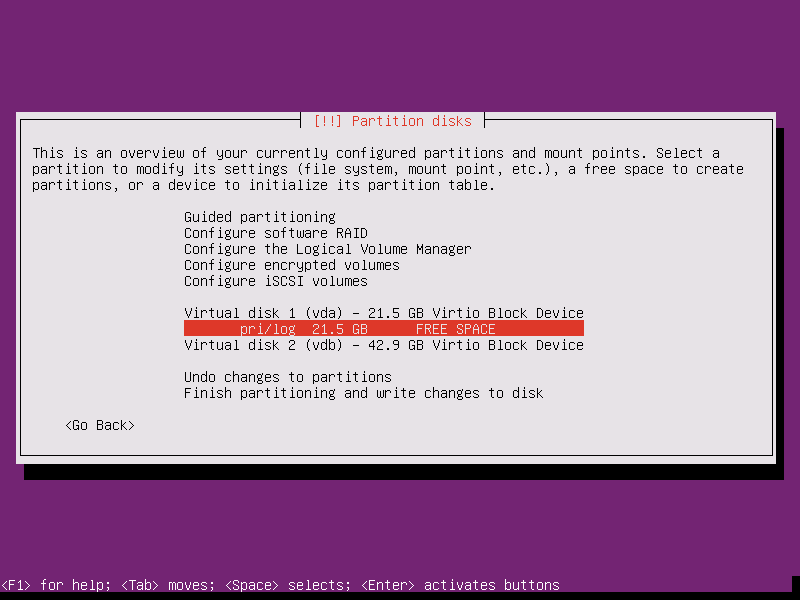 [!!] Partition disks
This is an overview of your currently configured partitions and mount points. Select a
partition to modify its settings (file system, mount point, etc.), a free space to create
partitions, or a device to initialize its partition table.
Guided partitioning
Configure software RAID
Configure the Logical Volume Manager
Configure encrypted volumes
Configure iSCSI volumes
Virtual disk 1 (vda) - 21.5 GB Virtio Block Device
pri/log 21.5 GB FREE SPACE
Virtual disk 2 (vdb) - 42.9 GB Virtio Block Device
Undo changes to partitions
Finish partitioning and write changes to disk
<Go Back>
<F1> for help; <Tab> moves; <Space> selects; <Enter> activates buttons